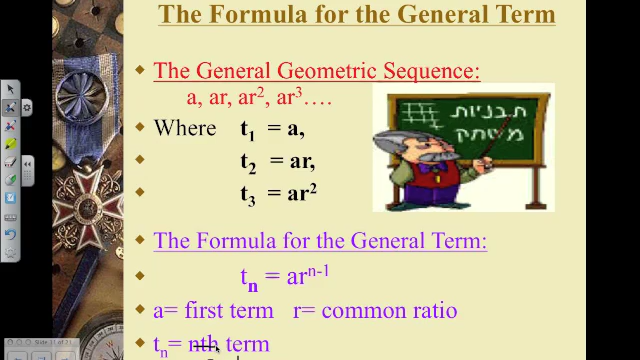 The Formula for the General Term
The General Geometric Sequence:
a, ar, ar², ar³….
תבניות
משחק
Where t₁ = a,
t₂ = ar,
t₃ = ar²
The Formula for the General Term:
tₙ = arⁿ⁻¹
a= first term r= common ratio
tₙ= nth term